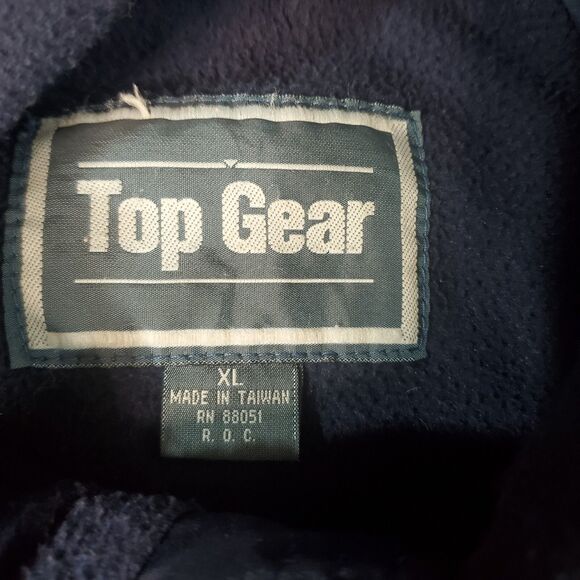 Top Gear
XL
MADE IN TAIWAN
RN 88051
R. O. C.